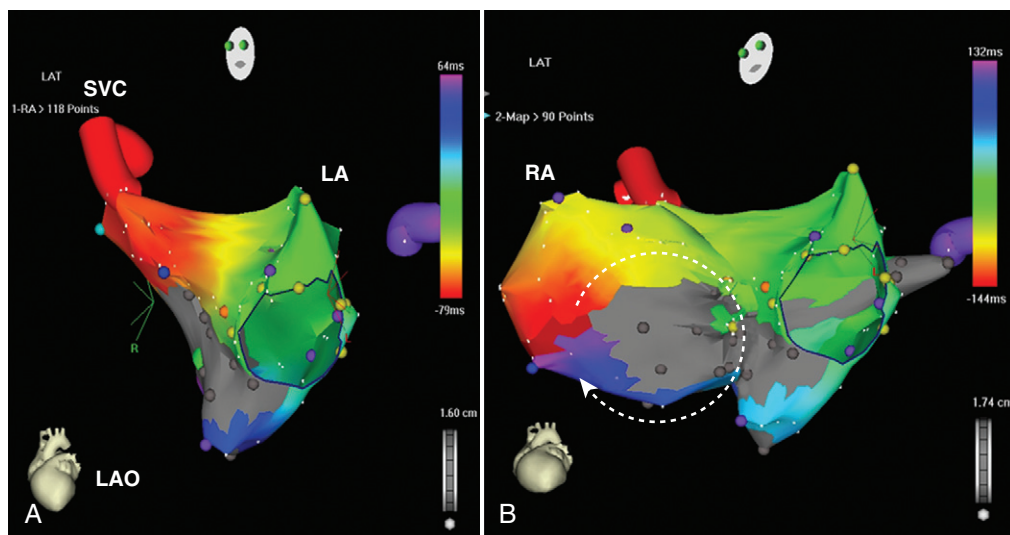 LAT
SVC
1-RA > 118 Points
64ms
LA
-79ms
R
1.60 cm
LAO
A
LAT
2-Map > 90 Points
132ms
RA
-144ms
1.74 cm
B